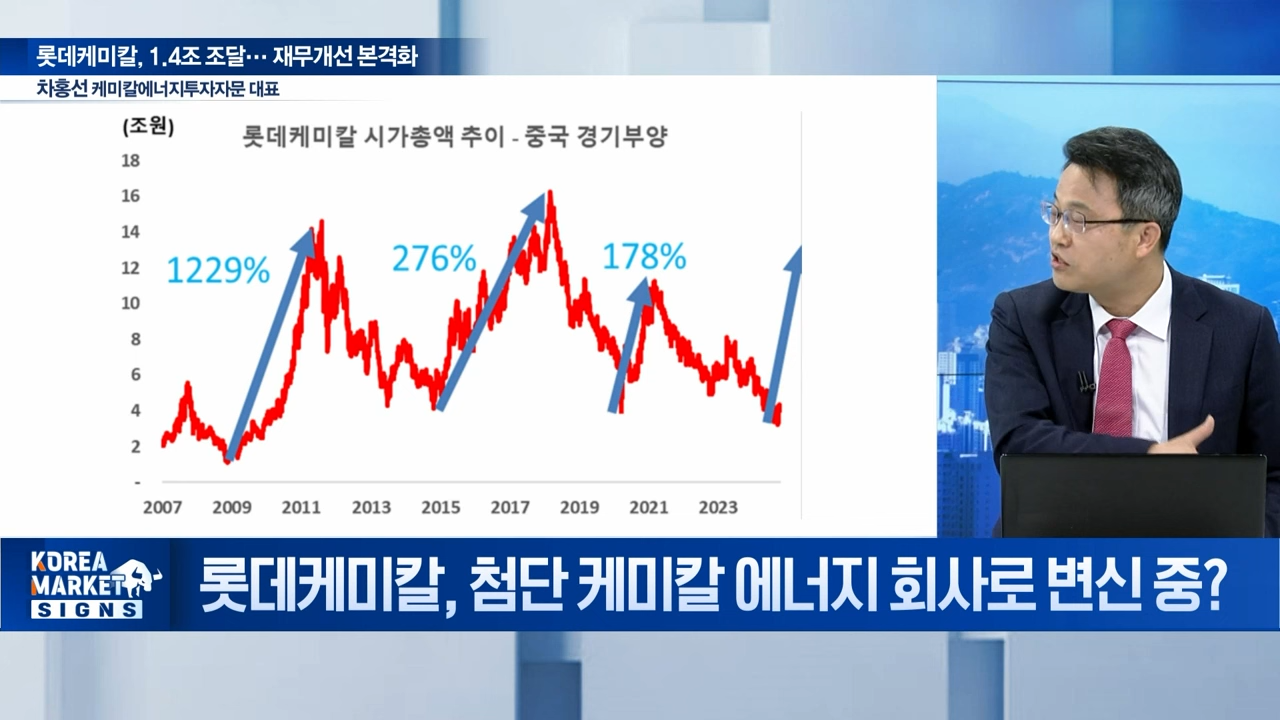 롯데케미칼, 1.4조 조달… 재무개선 본격화
차홍선 케미칼에너지투자자문 대표
(조원)
롯데케미칼 시가총액 추이 - 중국 경기부양
18
16
14
12
10
8
6
4
2
-
1229%
276%
178%
2007 2009 2011 2013 2015 2017 2019 2021 2023
KOREA
MARKET
SIGNS
롯데케미칼, 첨단 케미칼 에너지 회사로 변신 중?